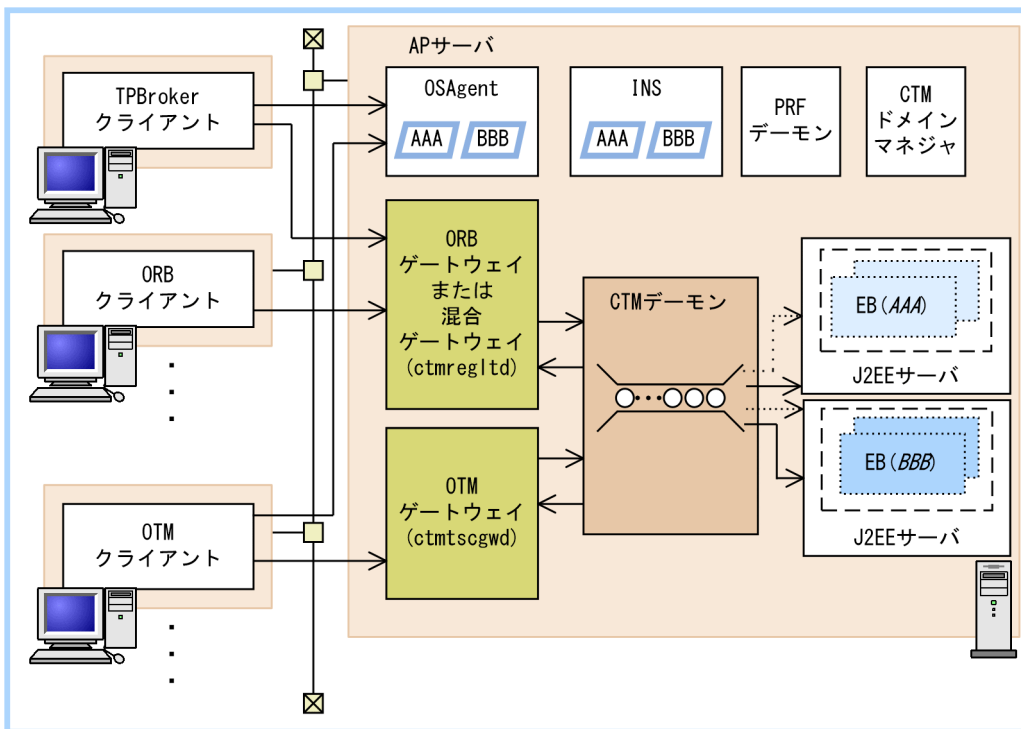 APサーバ
TPBroker
クライアント
OSAgent
AAA
BBB
INS
AAA
BBB
PRF
デーモン
CTM
ドメイン
マネジャ
ORB
クライアント
ORB
ゲートウェイ
または
混合
ゲートウェイ
(ctmregltd)
CTMデーモン
EB(AAA)
J2EEサーバ
EB(BBB)
J2EEサーバ
OTM
クライアント
OTM
ゲートウェイ
(ctmtscgwd)